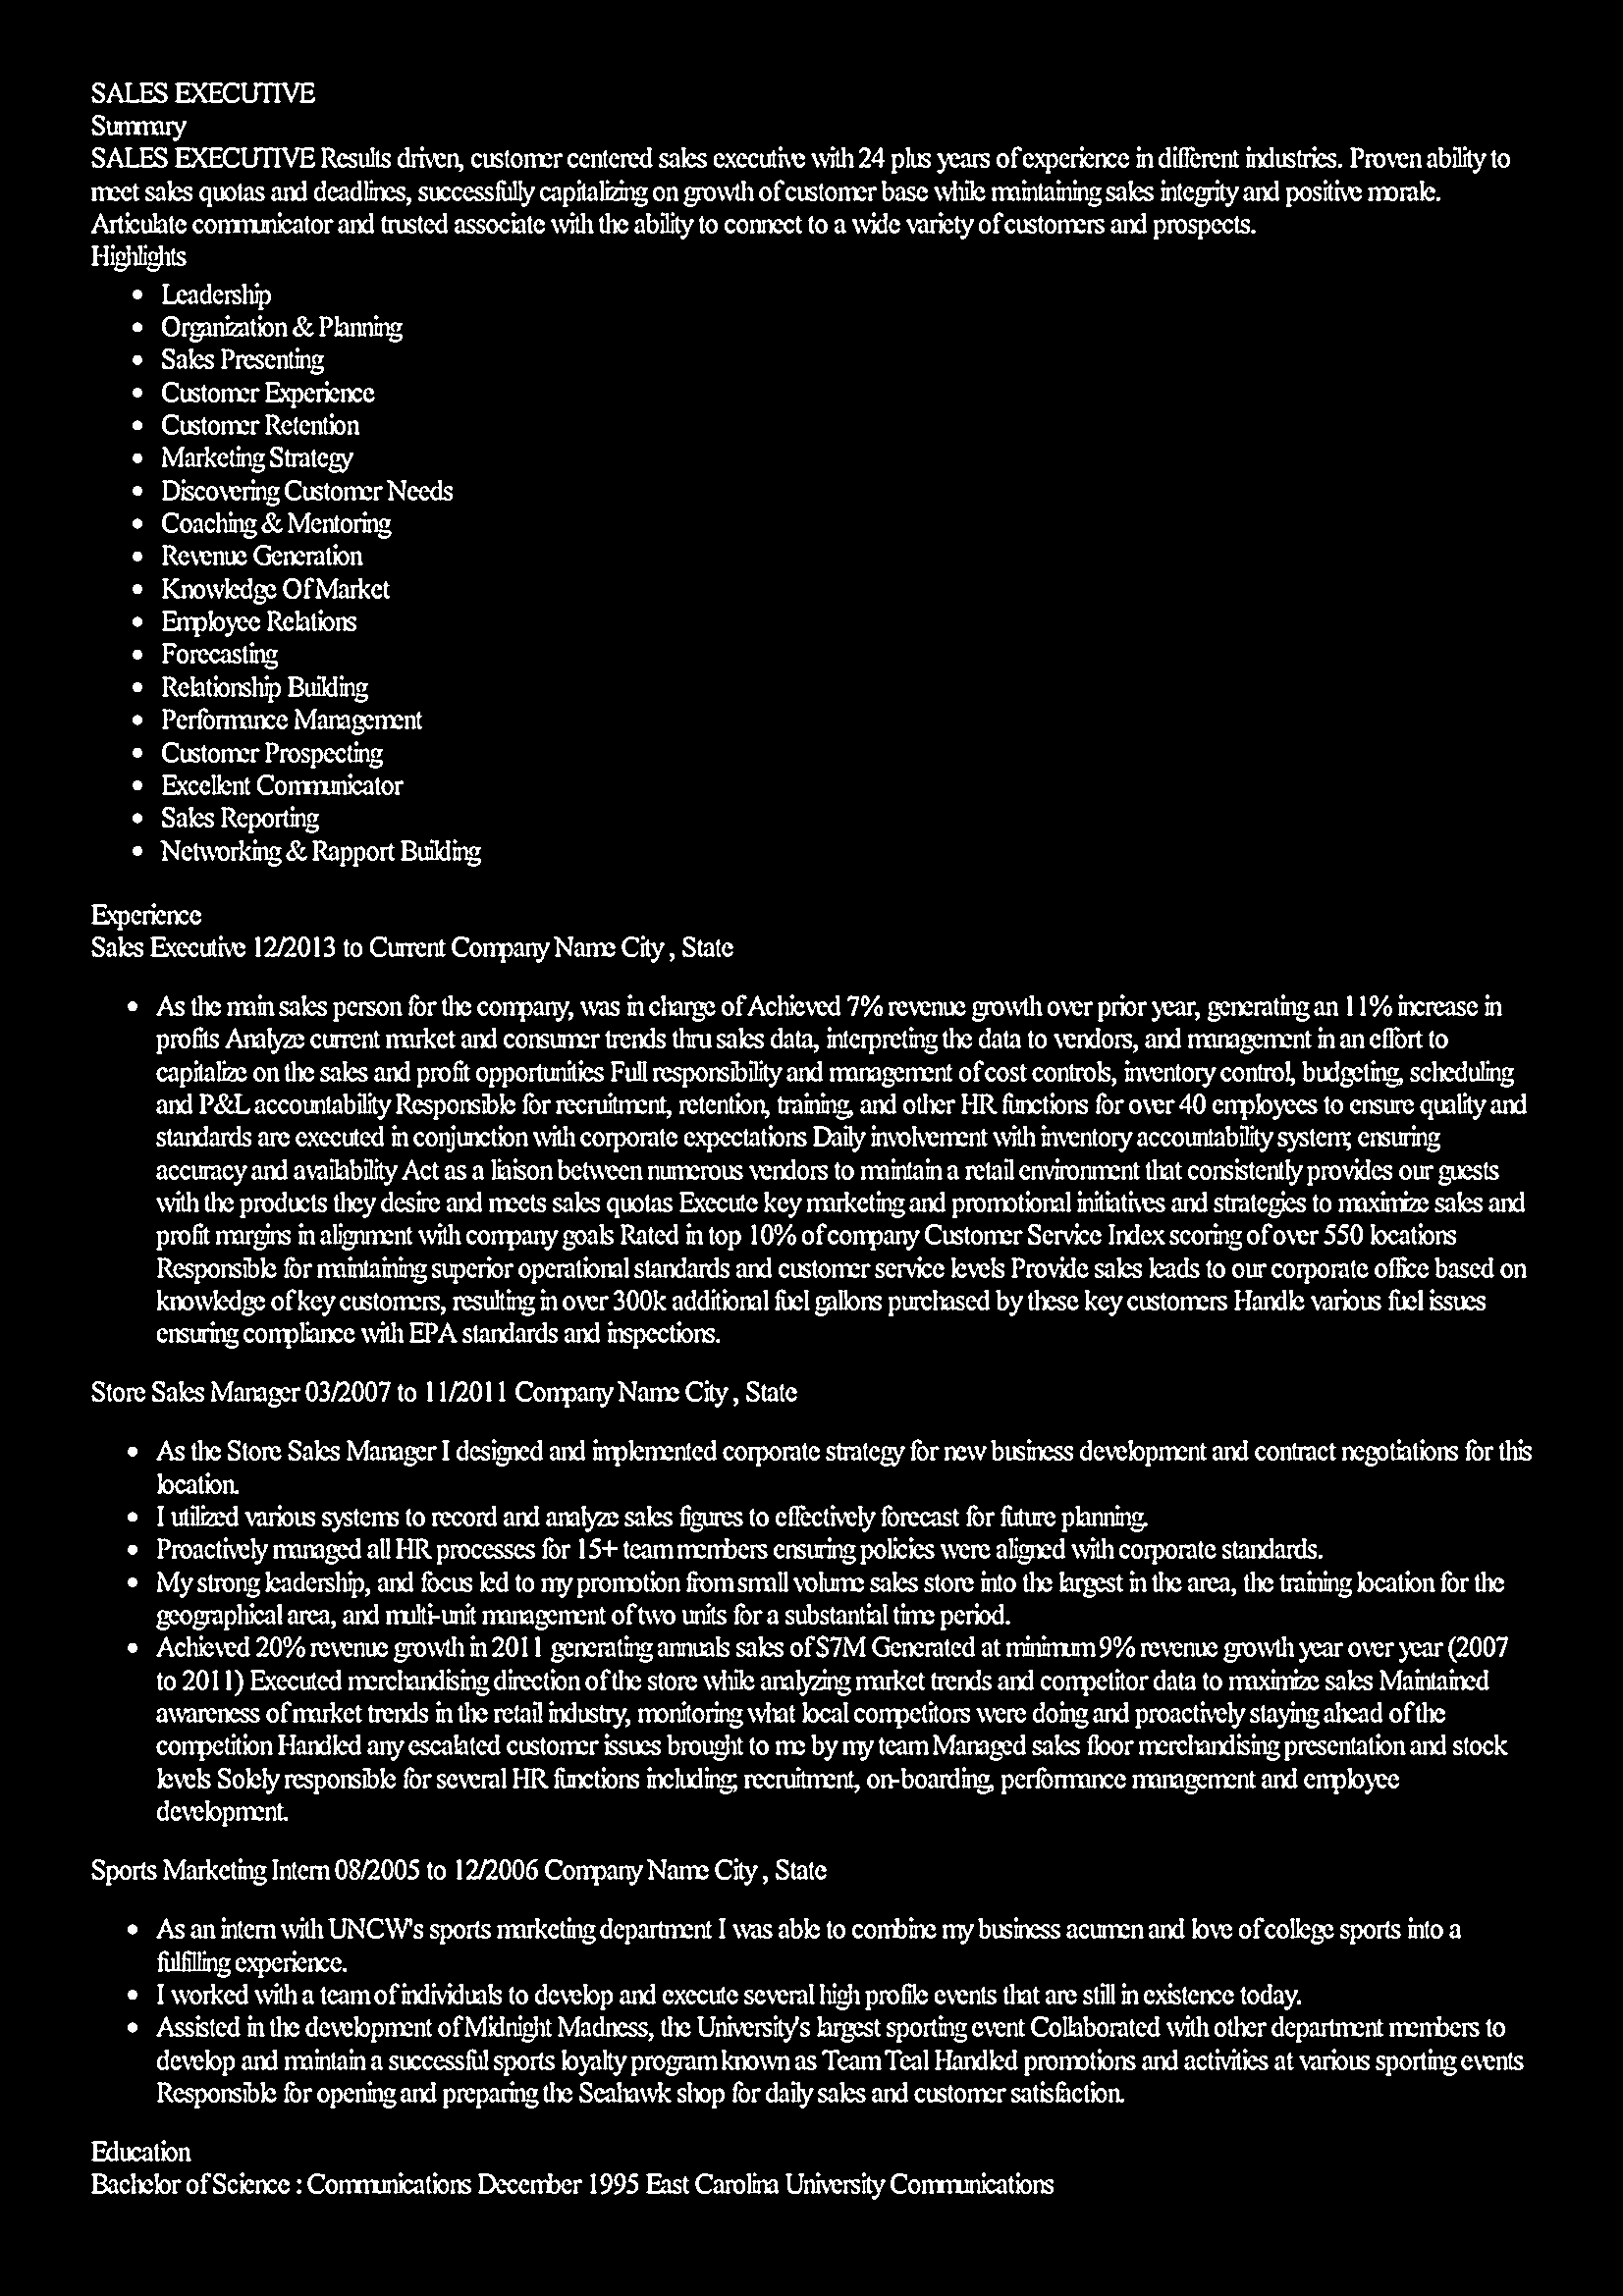 SALES EXECUTIVE
Summary
SALES EXECUTIVE Results driven, customer centered sales executive with 24 plus years of experience in different industries. Proven ability to
meet sales quotas and deadlines, successfully capitalizing on growth of customer base while maintaining sales integrity and positive morale.
Articulate communicator and trusted associate with the ability to connect to a wide variety of customers and prospects.
Highlights
• Leadership
• Organization & Planning
• Sales Presenting
• Customer Experience
• Customer Retention
• Marketing Strategy
• Discovering Customer Needs
• Coaching & Mentoring
• Revenue Generation
• Knowledge Of Market
• Employee Relations
• Forecasting
• Relationship Building
• Performance Management
• Customer Prospecting
• Excellent Communicator
• Sales Reporting
• Networking & Rapport Building
Experience
Sales Executive 12/2013 to Current Company Name City , State
• As the main sales person for the company, was in charge of Achieved 7% revenue growth over prior year, generating an 11% increase in
profits Analyze current market and consumer trends thru sales data, interpreting the data to vendors, and management in an effort to
capitalize on the sales and profit opportunities Full responsibility and management of cost controls, inventory control, budgeting, scheduling
and P&L accountability Responsible for recruitment, retention, training, and other HR functions for over 40 employees to ensure quality and
standards are executed in conjunction with corporate expectations Daily involvement with inventory accountability system; ensuring
accuracy and availability Act as a liaison between numerous vendors to maintain a retail environment that consistently provides our guests
with the products they desire and meets sales quotas Execute key marketing and promotional initiatives and strategies to maximize sales and
profit margins in alignment with company goals Rated in top 10% of company Customer Service Index scoring of over 550 locations
Responsible for maintaining superior operational standards and customer service levels Provide sales leads to our corporate office based on
knowledge of key customers, resulting in over 300k additional fuel gallons purchased by these key customers Handle various fuel issues
ensuring compliance with EPA standards and inspections.
Store Sales Manager 03/2007 to 11/2011 Company Name City , State
• As the Store Sales Manager I designed and implemented corporate strategy for new business development and contract negotiations for this
location.
• I utilized various systems to record and analyze sales figures to effectively forecast for future planning.
• Proactively managed all HR processes for 15+ team members ensuring policies were aligned with corporate standards.
• My strong leadership, and focus led to my promotion from small volume sales store into the largest in the area, the training location for the
geographical area, and multi-unit management of two units for a substantial time period.
• Achieved 20% revenue growth in 2011 generating annuals sales of $7M Generated at minimum 9% revenue growth year over year (2007
to 2011) Executed merchandising direction of the store while analyzing market trends and competitor data to maximize sales Maintained
awareness of market trends in the retail industry, monitoring what local competitors were doing and proactively staying ahead of the
competition Handled any escalated customer issues brought to me by my team Managed sales floor merchandising presentation and stock
levels Solely responsible for several HR functions including; recruitment, on-boarding, performance management and employee
development.
Sports Marketing Intern 08/2005 to 12/2006 Company Name City , State
• As an intern with UNCW's sports marketing department I was able to combine my business acumen and love of college sports into a
fulfilling experience.
• I worked with a team of individuals to develop and execute several high profile events that are still in existence today.
• Assisted in the development of Midnight Madness, the University's largest sporting event Collaborated with other department members to
develop and maintain a successful sports loyalty program known as Team Teal Handled promotions and activities at various sporting events
Responsible for opening and preparing the Seahawk shop for daily sales and customer satisfaction.
Education
Bachelor of Science : Communications December 1995 East Carolina University Communications